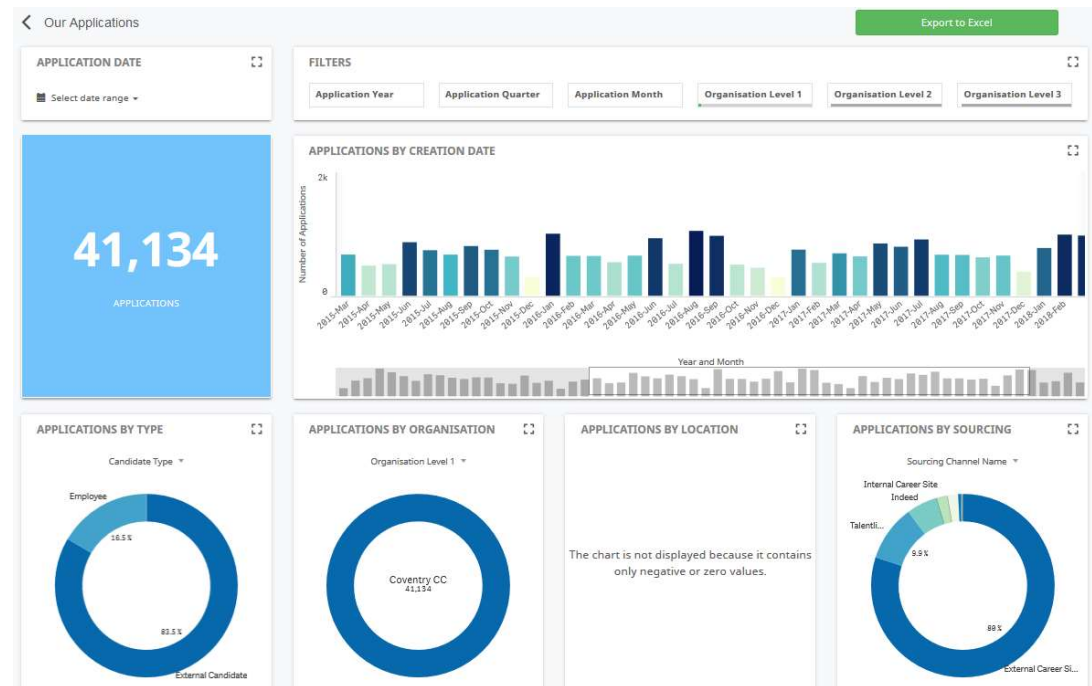 Our Applications
Export to Excel
APPLICATION DATE
Select date range
FILTERS
Application Year
Application Quarter
Application Month
Organisation Level 1
Organisation Level 2
Organisation Level 3
41,134
APPLICATIONS
APPLICATIONS BY CREATION DATE
Number of Applications
2k
0
2015-Mar
2015-Apr
2015-May
2015-Jun
2015-Jul
2015-Aug
2015-Sep
2015-Oct
2015-Nov
2015-Dec
2016-Jan
2016-Feb
2016-Mar
2016-Apr
2016-May
2016-Jun
2016-Jul
2016-Aug
2016-Sep
2016-Oct
2016-Nov
2016-Dec
2017-Jan
2017-Feb
2017-Mar
2017-Apr
2017-May
2017-Jun
2017-Jul
2017-Aug
2017-Sep
2017-Oct
2017-Nov
2017-Dec
2018-Jan
2018-Feb
Year and Month
APPLICATIONS BY TYPE
Candidate Type
Employee
16.5 %
83.5 %
External Candidate
APPLICATIONS BY ORGANISATION
Organisation Level 1
Coventry CC
41,134
APPLICATIONS BY LOCATION
The chart is not displayed because it contains
only negative or zero values.
APPLICATIONS BY SOURCING
Sourcing Channel Name
Internal Career Site
Indeed
Talentli...
9.9 %
External Career Si...